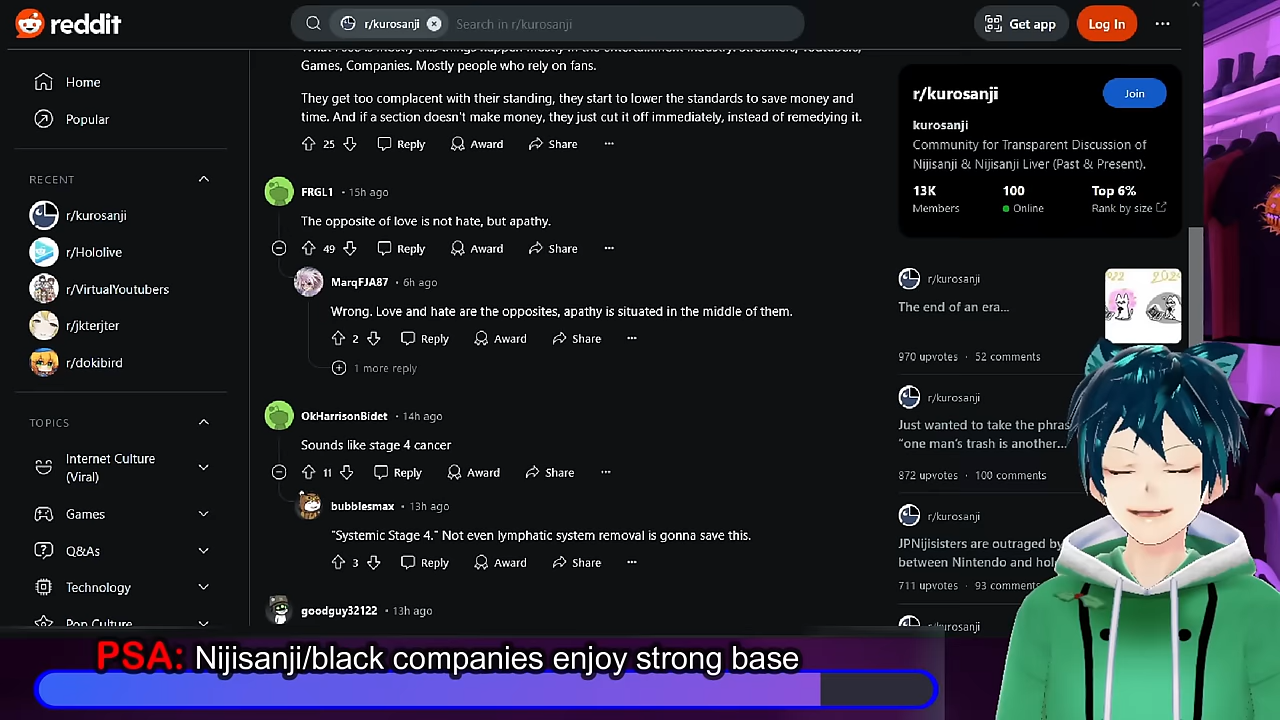 reddit
r/kurosanji
Search in r/kurosanji
Get app
Log In
Home
Popular
RECENT
r/kurosanji
r/Hololive
r/VirtualYoutubers
r/jkterjter
r/dokibird
TOPICS
Internet Culture
(Viral)
Games
Q&As
Technology
Pop Culture
Games, Companies. Mostly people who rely on fans.
They get too complacent with their standing, they start to lower the standards to save money and
time. And if a section doesn't make money, they just cut it off immediately, instead of remedying it.
25 Reply Award Share
FRGL1 • 15h ago
The opposite of love is not hate, but apathy.
49 Reply Award Share
MarqFJA87 • 6h ago
Wrong. Love and hate are the opposites, apathy is situated in the middle of them.
2 Reply Award Share
1 more reply
OkHarrisonBidet • 14h ago
Sounds like stage 4 cancer
11 Reply Award Share
bubblesmax • 13h ago
"Systemic Stage 4." Not even lymphatic system removal is gonna save this.
3 Reply Award Share
goodguy32122 • 13h ago
r/kurosanji
Join
kurosanji
Community for Transparent Discussion of
Nijisanji & Nijisanji Liver (Past & Present).
13K 100 Top 6%
Members Online Rank by size
r/kurosanji
The end of an era...
970 upvotes · 52 comments
r/kurosanji
Just wanted to take the phras
"one man's trash is another...
872 upvotes · 100 comments
r/kurosanji
JPNijisisters are outraged by
between Nintendo and hol
711 upvotes · 93 comments
r/kurosanji
PSA: Nijisanji/black companies enjoy strong base